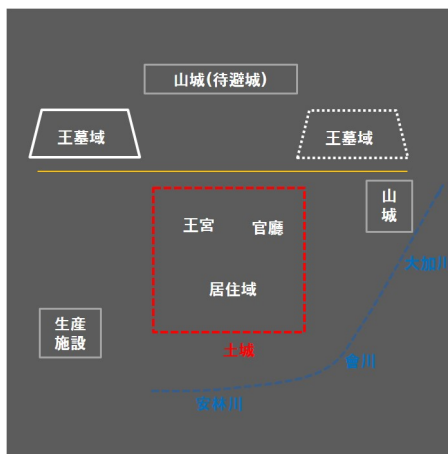 山城(待避城)
王墓域
王墓域
山
城
王宮
官廳
大加川
居住域
生産
施設
土城
會川
安林川